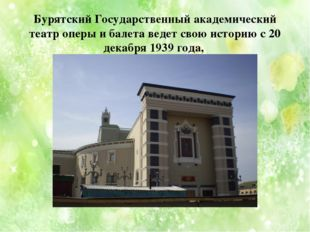 Бурятский Государственный академический
театр оперы и балета ведет свою историю с 20
декабря 1939 года,